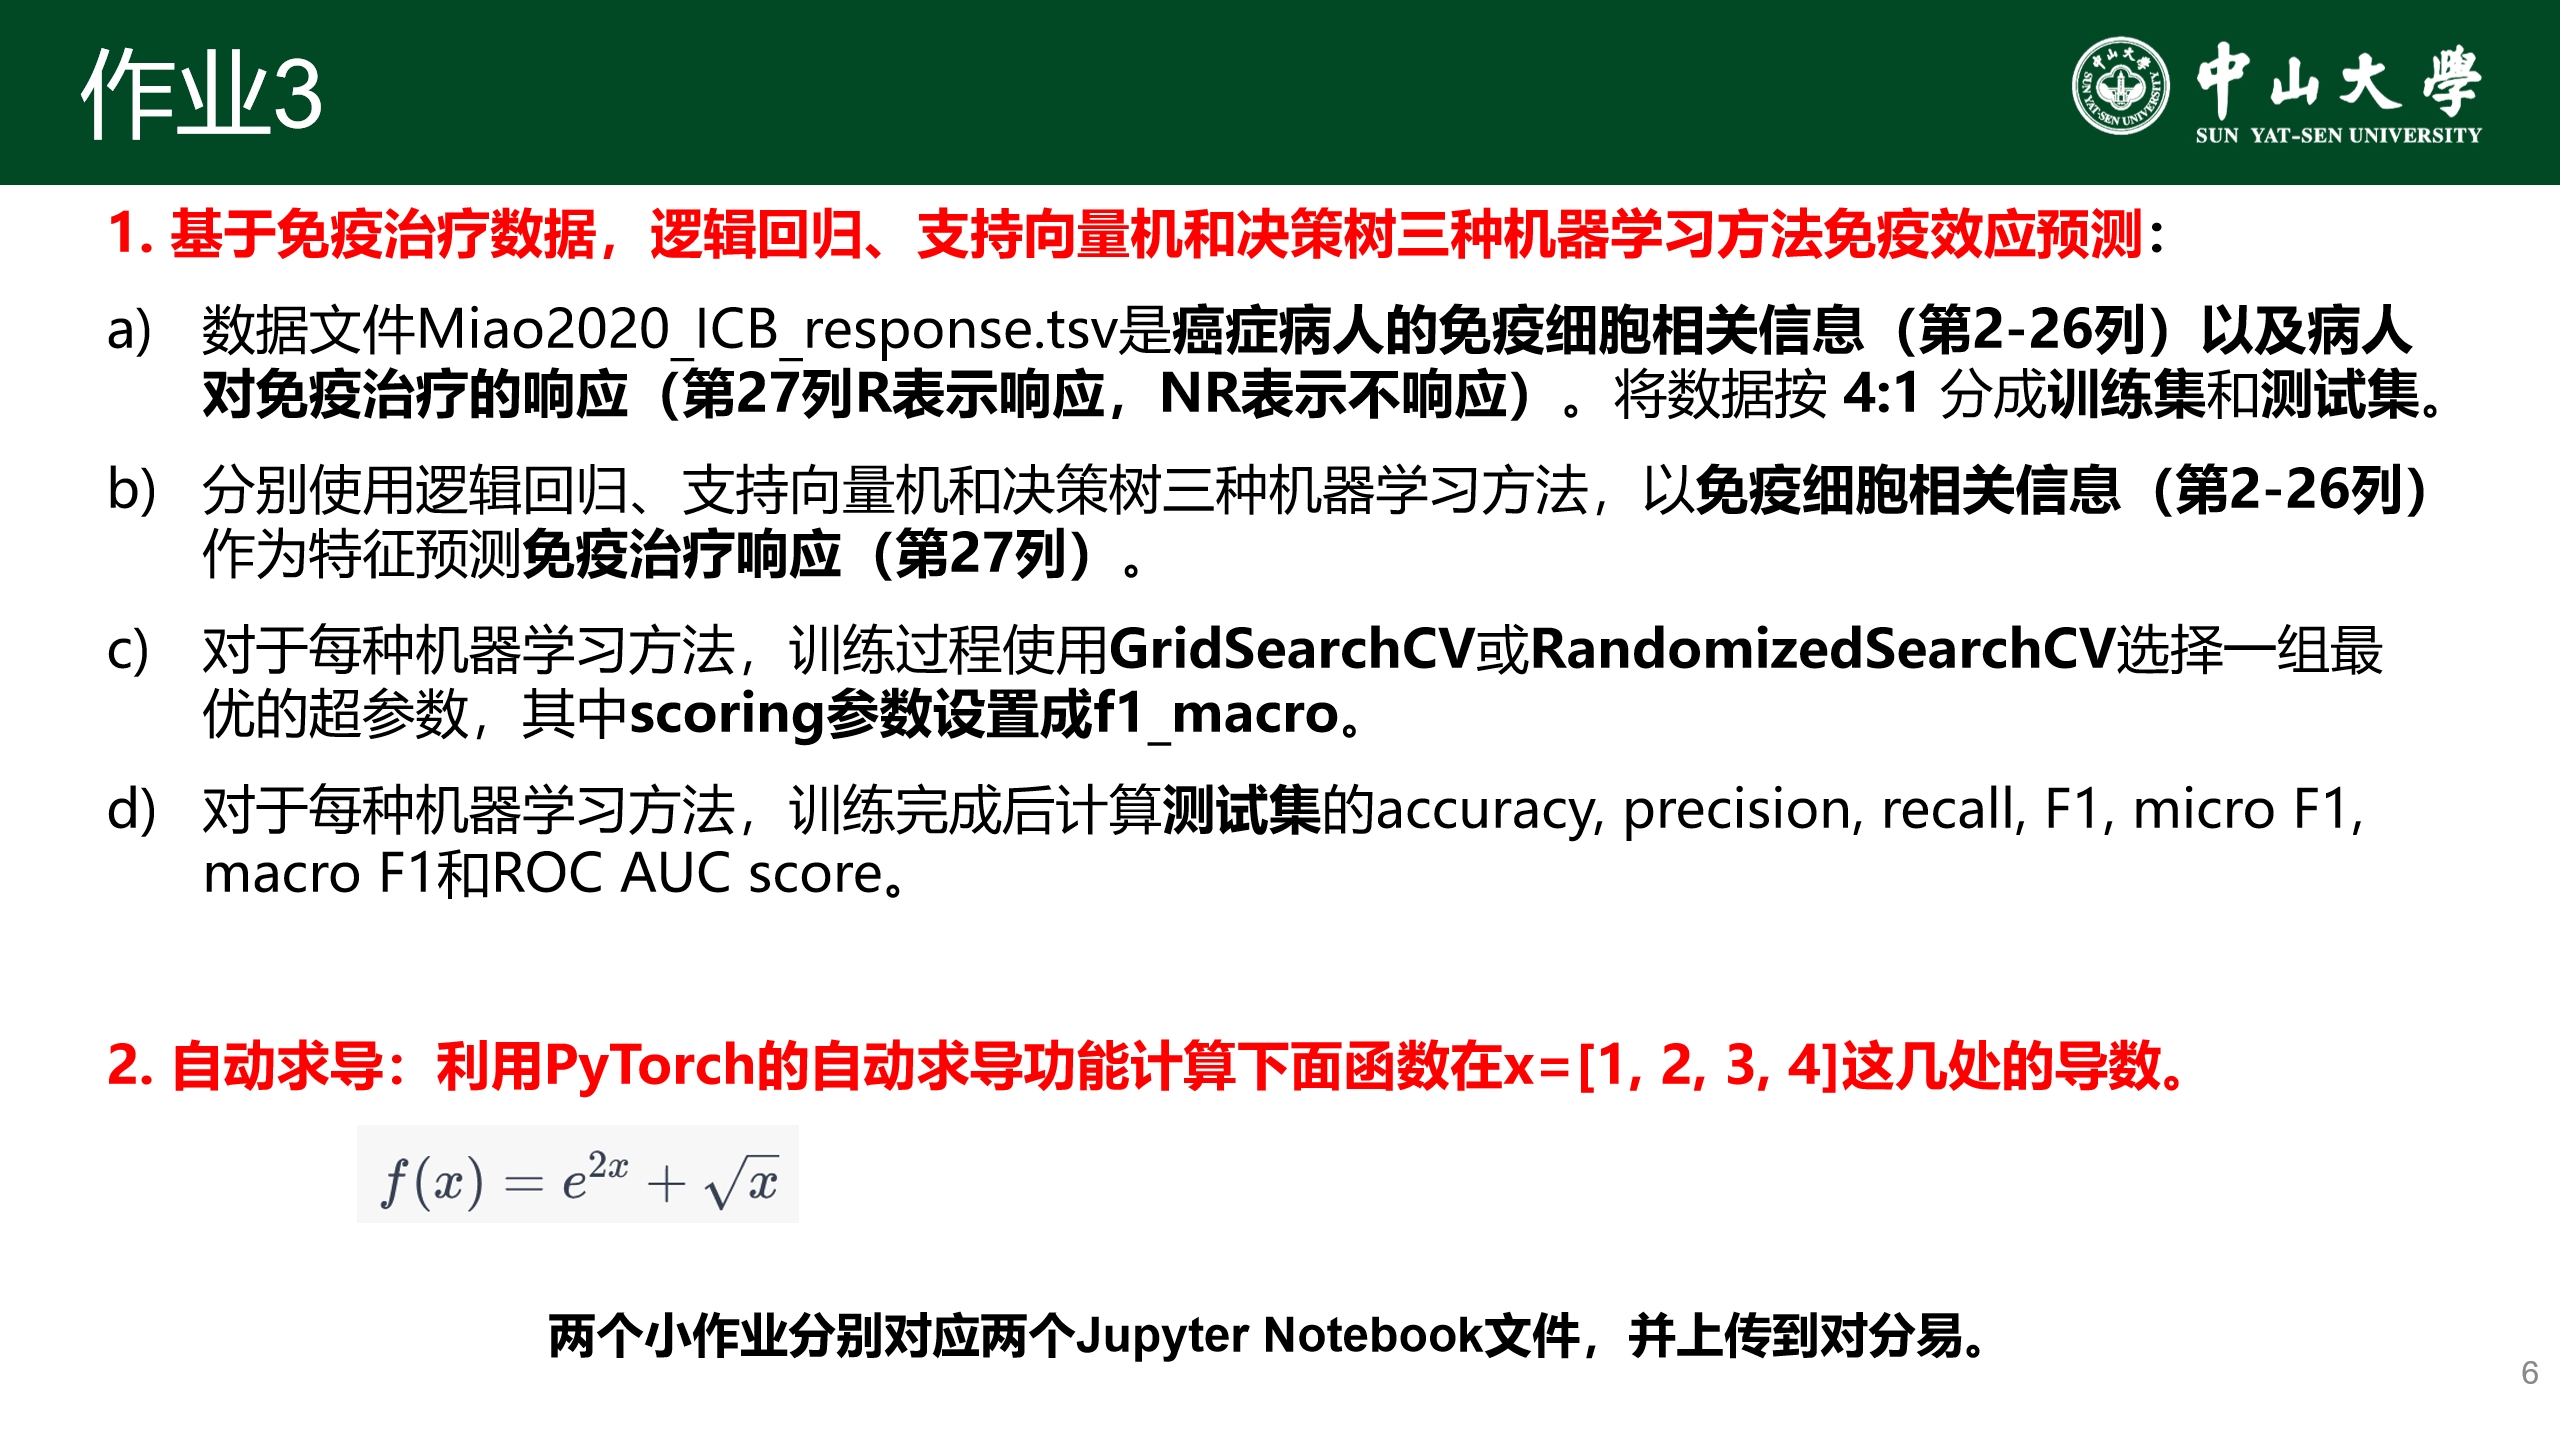 作业3
中山大學
SUN YAT-SEN UNIVERSITY
中山大学
SUN YAT-SEN UNIVERSITY
1. 基于免疫治疗数据，逻辑回归、支持向量机和决策树三种机器学习方法免疫效应预测：
a) 数据文件Miao2020_ICB_response.tsv是癌症病人的免疫细胞相关信息（第2-26列）以及病人
对免疫治疗的响应（第27列R表示响应，NR表示不响应）。将数据按 4:1 分成训练集和测试集。
b) 分别使用逻辑回归、支持向量机和决策树三种机器学习方法，以免疫细胞相关信息（第2-26列）
作为特征预测免疫治疗响应（第27列）。
c) 对于每种机器学习方法，训练过程使用GridSearchCV或RandomizedSearchCV选择一组最
优的超参数，其中scoring参数设置成f1_macro。
d) 对于每种机器学习方法，训练完成后计算测试集的accuracy, precision, recall, F1, micro F1,
macro F1和ROC AUC score。
2. 自动求导：利用PyTorch的自动求导功能计算下面函数在x=[1, 2, 3, 4]这几处的导数。
f(x) = e^{2x} + √x
两个小作业分别对应两个Jupyter Notebook文件，并上传到对分易。
6